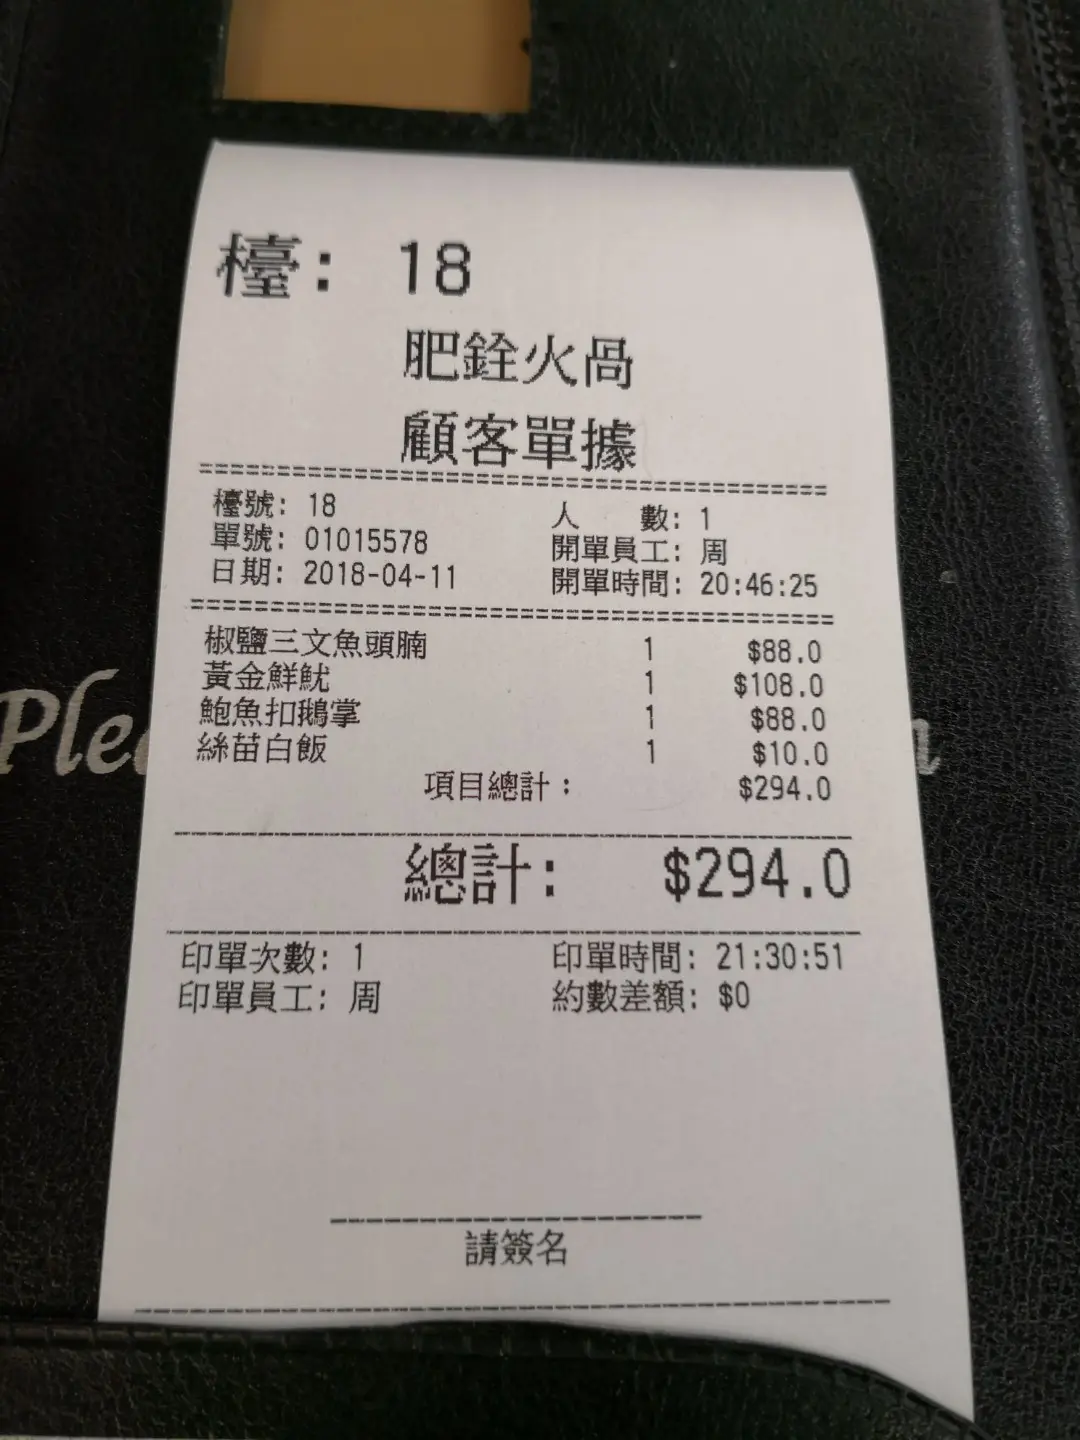 檯: 18
肥銓火咼
顧客單據
檯號: 18 人 數: 1
單號: 01015578 開單員工: 周
日期: 2018-04-11 開單時間: 20:46:25
椒鹽三文魚頭腩 1 $88.0
黃金鮮魷 1 $108.0
鮑魚扣鵝掌 1 $88.0
絲苗白飯 1 $10.0
項目總計: $294.0
總計: $294.0
印單次數: 1 印單時間: 21:30:51
印單員工: 周 約數差額: $0
請簽名